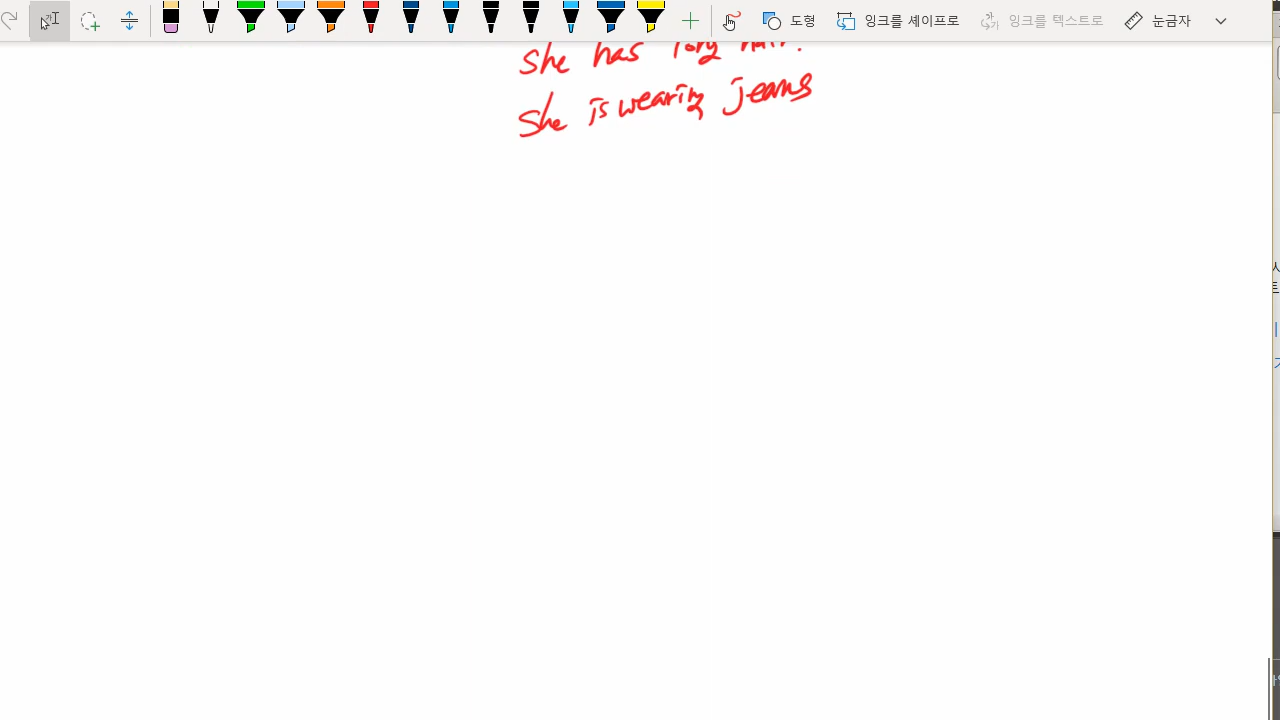 도형 잉크를 셰이프로 잉크를 텍스트로 눈금자
She has long hair.
She is wearing jeans